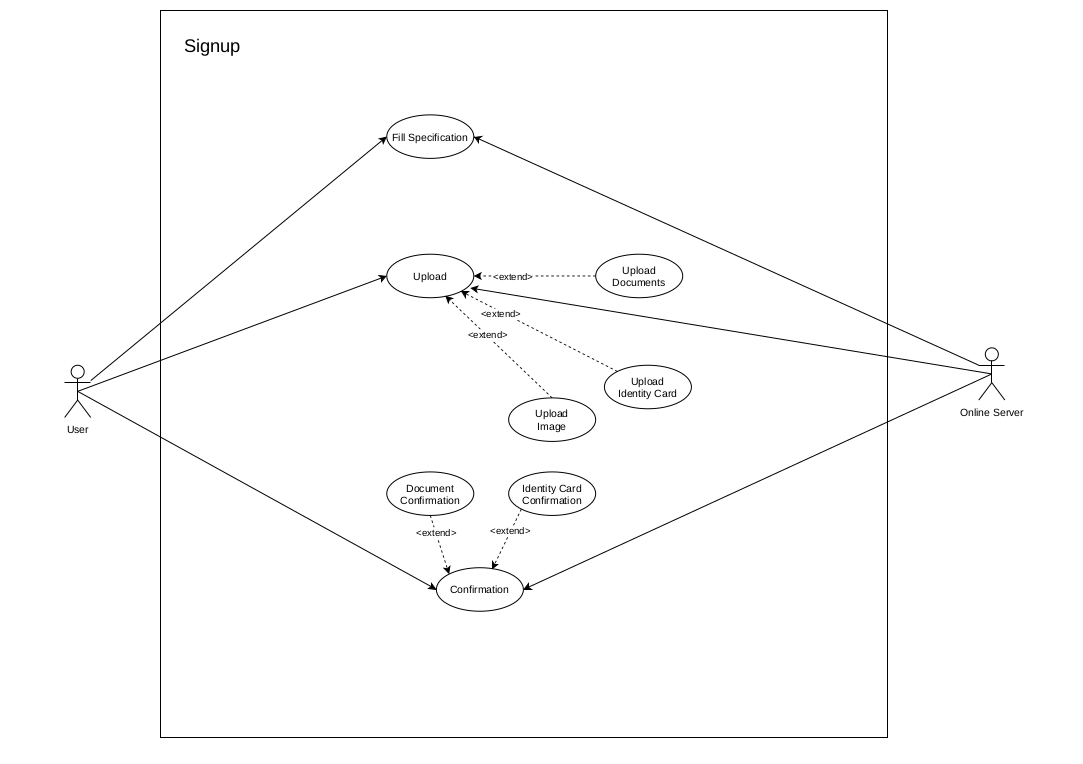 Signup
Fill Specification
Upload
<extend>
Upload
Documents
<extend>
<extend>
Upload
Identity Card
Upload
Image
User
Online Server
Document
Confirmation
Identity Card
Confirmation
<extend>
<extend>
Confirmation